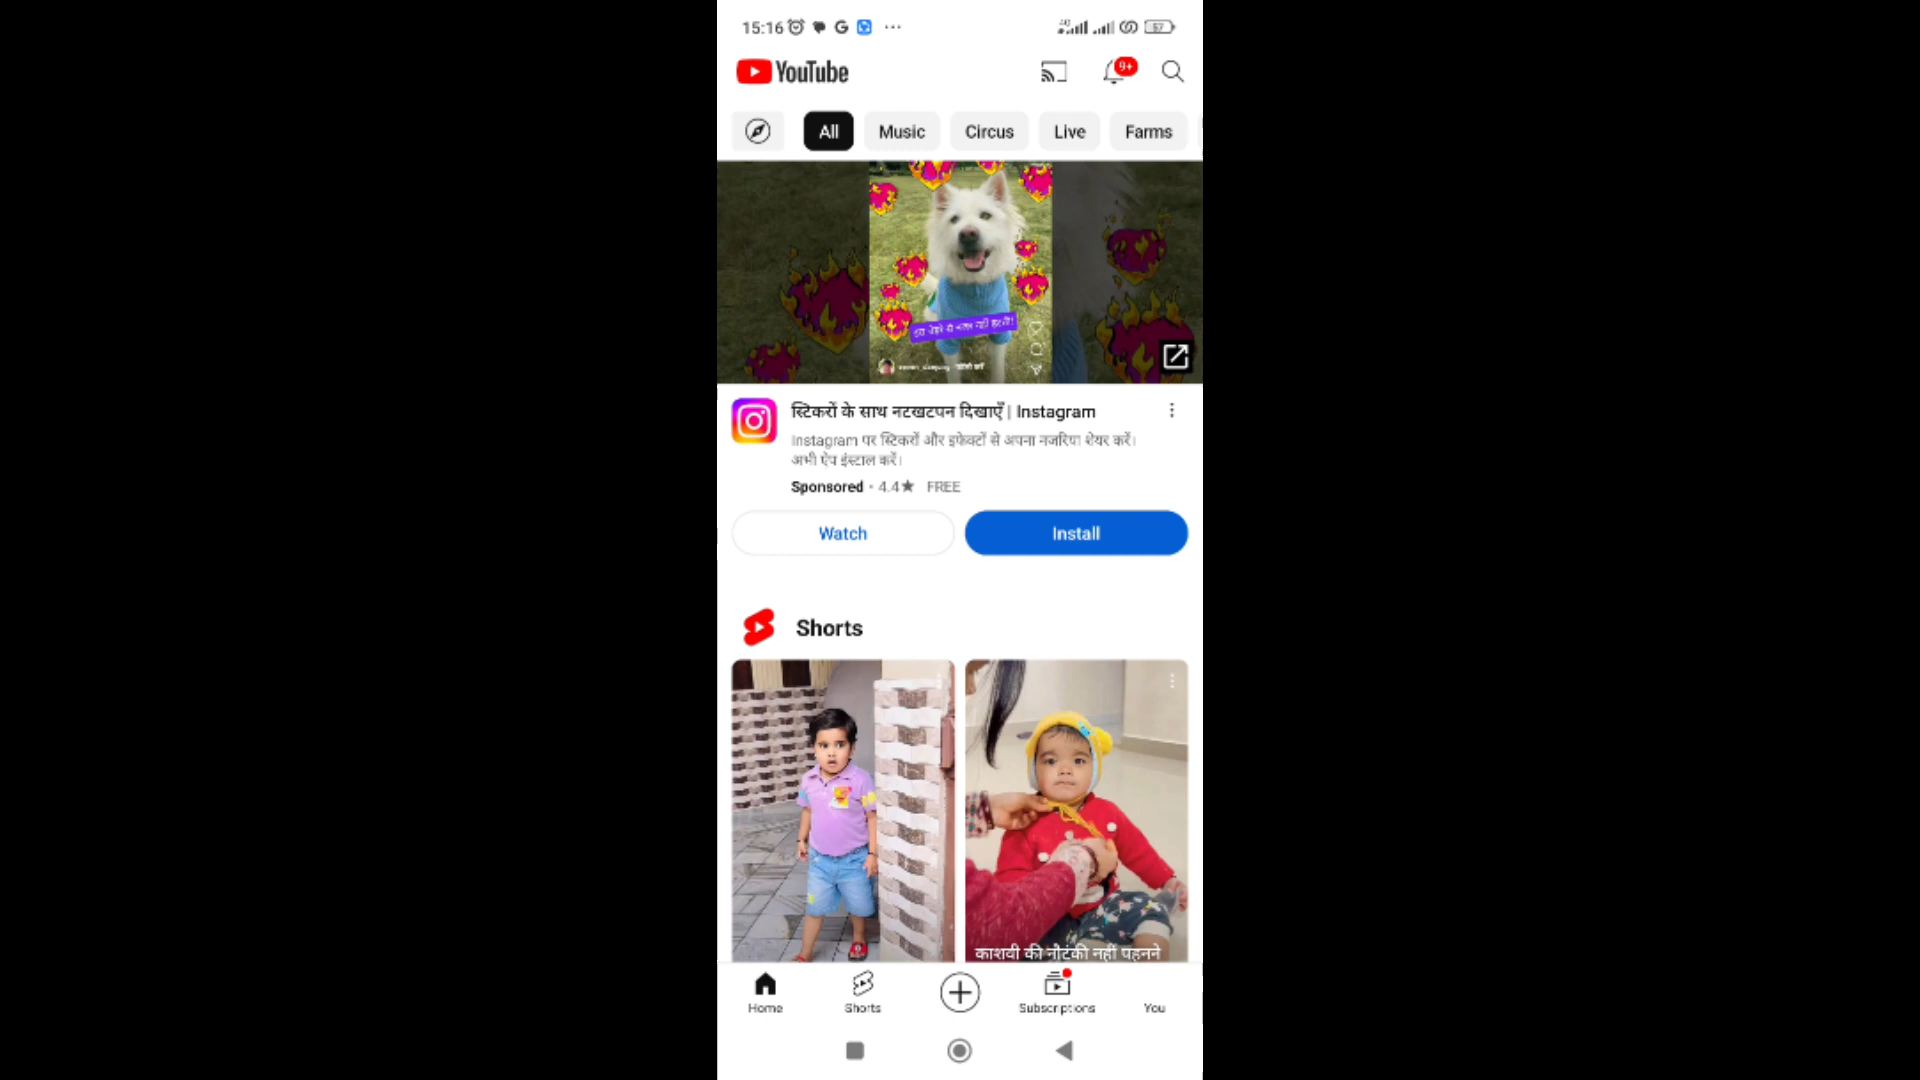 15:16 G ... 4G 57
YouTube 9+
All Music Circus Live Farms
स्टिकरों के साथ नटखटपन दिखाएँ | Instagram
Instagram पर स्टिकरों और इफेक्टों से अपना नजरिया शेयर करें।
अभी ऐप इंस्टाल करें।
Sponsored · 4.4★ FREE
Watch Install
Shorts
काशवी की नौटंकी नहीं पहनने
Home Shorts Subscriptions You